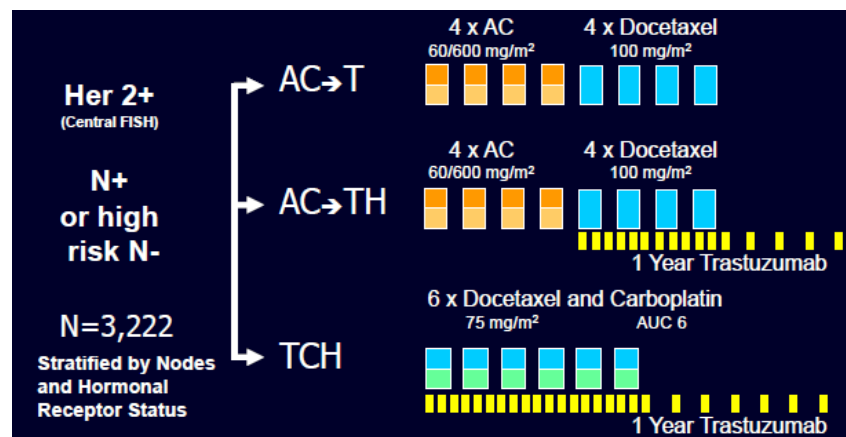 Her 2+
(Central FISH)
N+
or high
risk N-
N=3,222
Stratified by Nodes
and Hormonal
Receptor Status
AC➔T
4 x AC
60/600 mg/m²
4 x Docetaxel
100 mg/m²
AC➔TH
4 x AC
60/600 mg/m²
4 x Docetaxel
100 mg/m²
1 Year Trastuzumab
TCH
6 x Docetaxel and Carboplatin
75 mg/m²
AUC 6
1 Year Trastuzumab